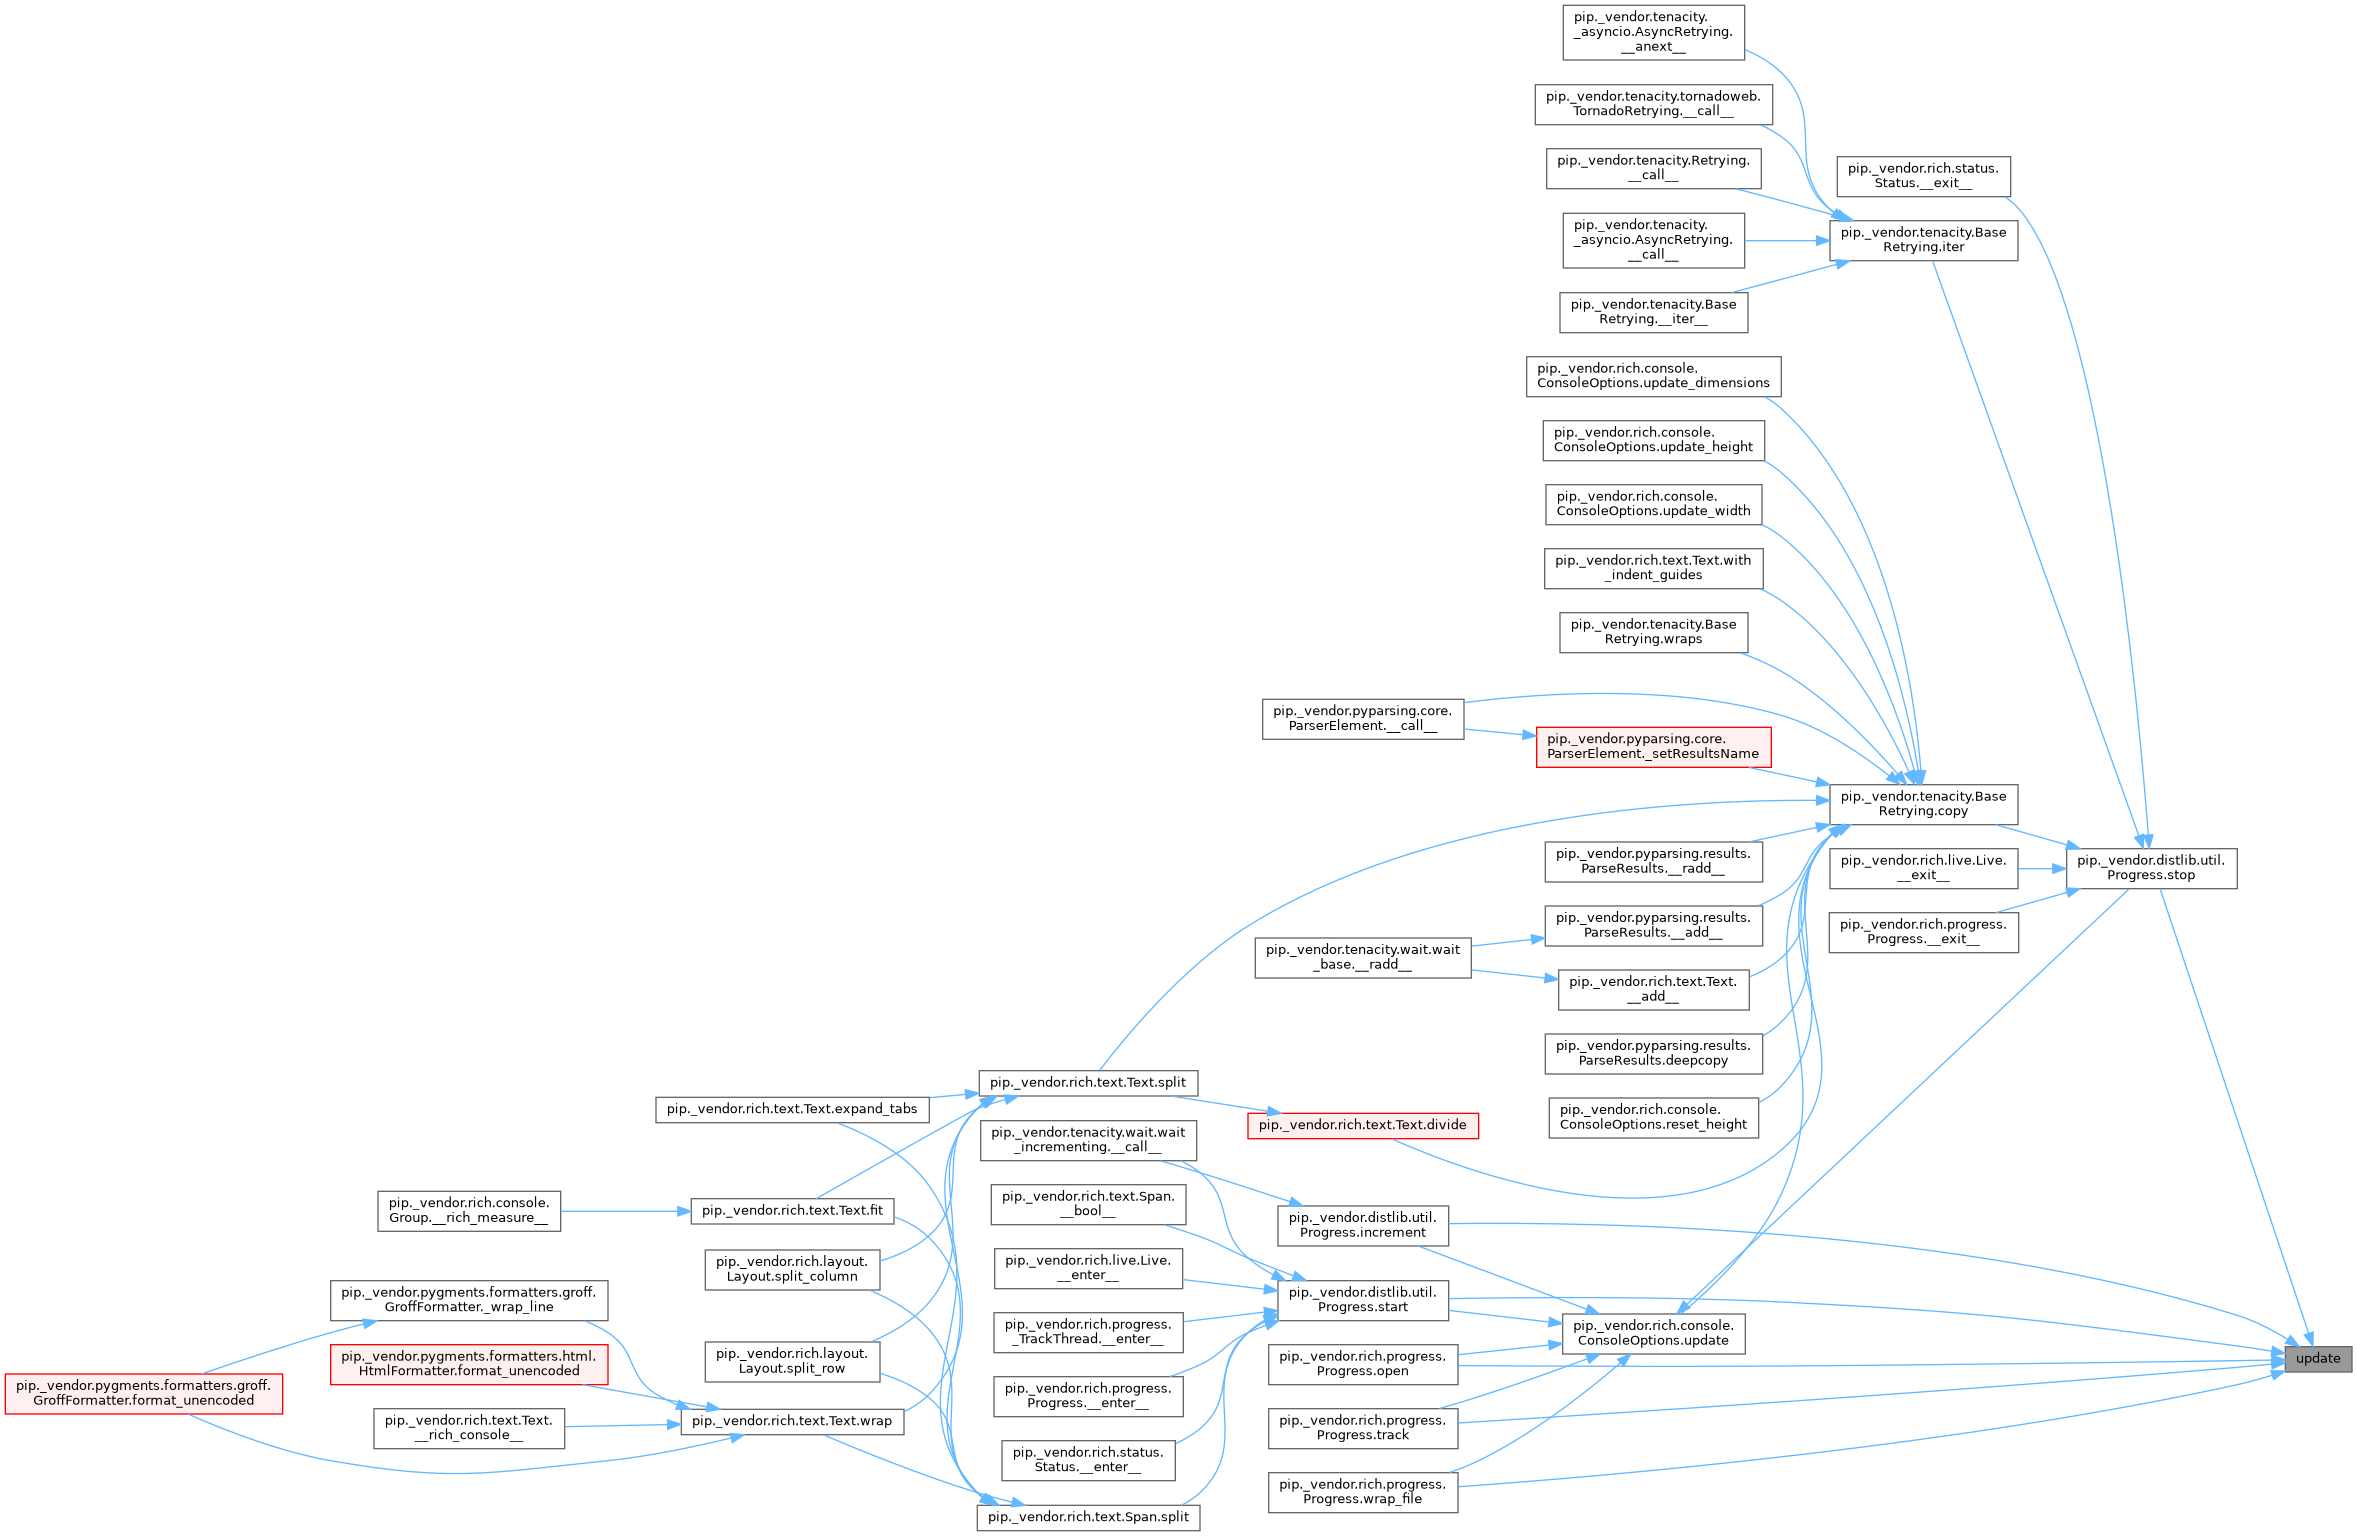 pip._vendor.tenacity.
_asyncio.AsyncRetrying.
__anext__
pip._vendor.tenacity.tornadoweb.
TornadoRetrying.__call__
pip._vendor.tenacity.Retrying.
__call__
pip._vendor.rich.status.
Status.__exit__
pip._vendor.tenacity.
_asyncio.AsyncRetrying.
__call__
pip._vendor.tenacity.Base
Retrying.iter
pip._vendor.tenacity.Base
Retrying.__iter__
pip._vendor.rich.console.
ConsoleOptions.update_dimensions
pip._vendor.rich.console.
ConsoleOptions.update_height
pip._vendor.rich.console.
ConsoleOptions.update_width
pip._vendor.rich.text.Text.with
_indent_guides
pip._vendor.tenacity.Base
Retrying.wraps
pip._vendor.pyparsing.core.
ParserElement.__call__
pip._vendor.pyparsing.core.
ParserElement._setResultsName
pip._vendor.tenacity.Base
Retrying.copy
pip._vendor.pyparsing.results.
ParseResults.__radd__
pip._vendor.rich.live.Live.
__exit__
pip._vendor.distlib.util.
Progress.stop
pip._vendor.pyparsing.results.
ParseResults.__add__
pip._vendor.rich.progress.
Progress.__exit__
pip._vendor.tenacity.wait.wait
_base.__radd__
pip._vendor.rich.text.Text.
__add__
pip._vendor.pyparsing.results.
ParseResults.deepcopy
pip._vendor.rich.text.Text.split
pip._vendor.rich.text.Text.expand_tabs
pip._vendor.rich.console.
ConsoleOptions.reset_height
pip._vendor.rich.text.Text.divide
pip._vendor.tenacity.wait.wait
_incrementing.__call__
pip._vendor.rich.console.
Group.__rich_measure__
pip._vendor.rich.text.Text.fit
pip._vendor.rich.text.Span.
__bool__
pip._vendor.distlib.util.
Progress.increment
pip._vendor.rich.layout.
Layout.split_column
pip._vendor.rich.live.Live.
__enter__
pip._vendor.pygments.formatters.groff.
GroffFormatter._wrap_line
pip._vendor.distlib.util.
Progress.start
pip._vendor.rich.progress.
_TrackThread.__enter__
pip._vendor.rich.console.
ConsoleOptions.update
pip._vendor.pygments.formatters.html.
HtmlFormatter.format_unencoded
pip._vendor.rich.layout.
Layout.split_row
pip._vendor.rich.progress.
Progress.open
update
pip._vendor.pygments.formatters.groff.
GroffFormatter.format_unencoded
pip._vendor.rich.progress.
Progress.__enter__
pip._vendor.rich.text.Text.
__rich_console__
pip._vendor.rich.text.Text.wrap
pip._vendor.rich.progress.
Progress.track
pip._vendor.rich.status.
Status.__enter__
pip._vendor.rich.progress.
Progress.wrap_file
pip._vendor.rich.text.Span.split